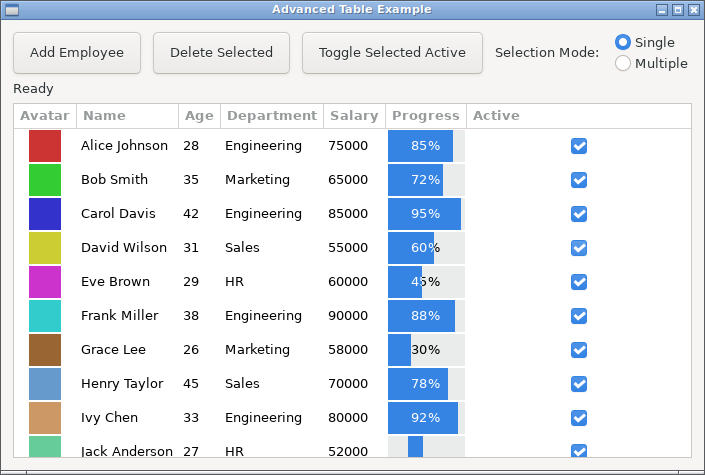 Advanced Table Example
Add Employee Delete Selected Toggle Selected Active Selection Mode: Single
Multiple
Ready
Avatar Name Age Department Salary Progress Active
Alice Johnson 28 Engineering 75000 85%
Bob Smith 35 Marketing 65000 72%
Carol Davis 42 Engineering 85000 95%
David Wilson 31 Sales 55000 60%
Eve Brown 29 HR 60000 45%
Frank Miller 38 Engineering 90000 88%
Grace Lee 26 Marketing 58000 30%
Henry Taylor 45 Sales 70000 78%
Ivy Chen 33 Engineering 80000 92%
Jack Anderson 27 HR 52000